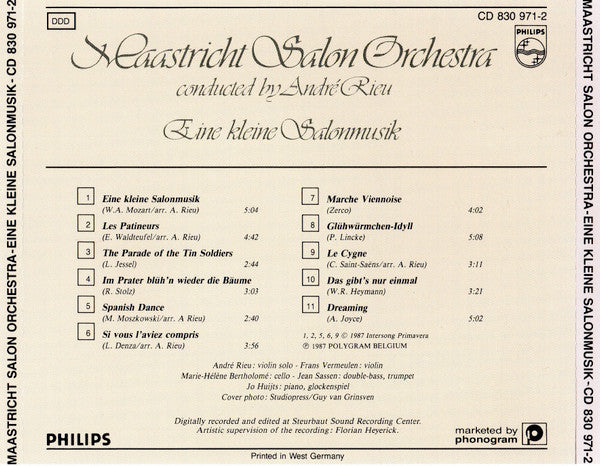 MAASTRICHT SALON ORCHESTRA-EINE KLEINE SALONMUSIK - CD 830 971-2
DDD
CD 830 971-2
Maastricht Salon Orchestra
PHILIPS
conducted by André Rieu
Eine kleine Salonmusik
1 Eine kleine Salonmusik
(W.A. Mozart/arr. A. Rieu) 5:04
2 Les Patineurs
(E. Waldteufel/arr. A. Rieu) 4:42
3 The Parade of the Tin Soldiers
(L. Jessel) 2:44
4 Im Prater blüh'n wieder die Bäume
(R. Stolz) 3:03
5 Spanish Dance
(M. Moszkowski/arr. A Rieu) 2:40
6 Si vous l'aviez compris
(L. Denza/arr. A. Rieu) 3:56
7 Marche Viennoise
(Zerco) 4:02
8 Glühwürmchen-Idyll
(P. Lincke) 5:08
9 Le Cygne
(C. Saint-Saëns/arr. A. Rieu) 3:11
10 Das gibt's nur einmal
(W.R. Heymann) 3:21
11 Dreaming
(A. Joyce) 5:02
1, 2, 5, 6, 9 © 1987 Intersong Primavera
℗ 1987 POLYGRAM BELGIUM
André Rieu : violin solo - Frans Vermeulen : violin
Marie-Hélène Bertholomé : cello - Jean Sassen : double-bass, trumpet
Jo Huijts : piano, glockenspiel
Cover photo : Studiopress/Guy van Grinsven
Digitally recorded and edited at Steurbaut Sound Recording Center.
Artistic supervision of the recording : Florian Heyerick.
PHILIPS
marketed by
phonogram
Printed in West Germany
MAASTRICHT SALON ORCHESTRA-EINE KLEINE SALONMUSIK - CD 830 971-2